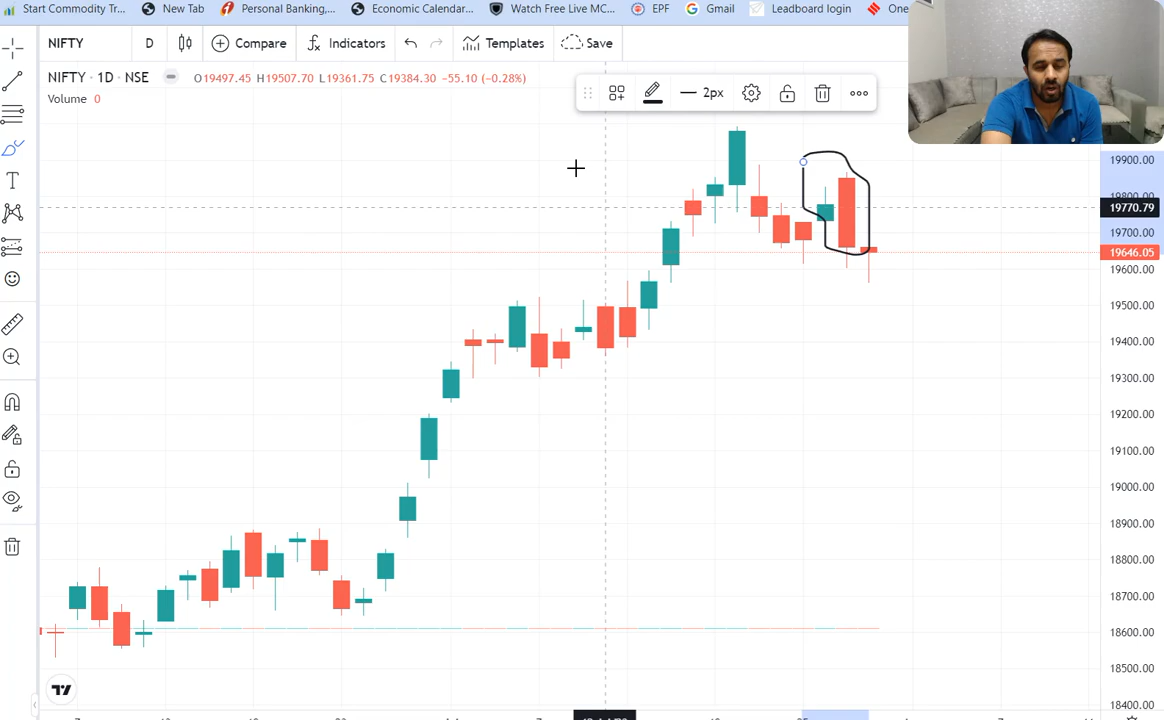 Start Commodity Tr...
New Tab
Personal Banking,...
Economic Calendar...
Watch Free Live MC...
EPF
Gmail
Leadboard login
One
NIFTY
D
Compare
Indicators
Templates
Save
NIFTY · 1D · NSE
O19497.45 H19507.70 L19361.75 C19384.30 −55.10 (−0.28%)
Volume 0
2px
19900.00
19770.79
19700.00
19646.05
19600.00
19500.00
19400.00
19300.00
19200.00
19100.00
19000.00
18900.00
18800.00
18700.00
18600.00
18500.00
18400.00